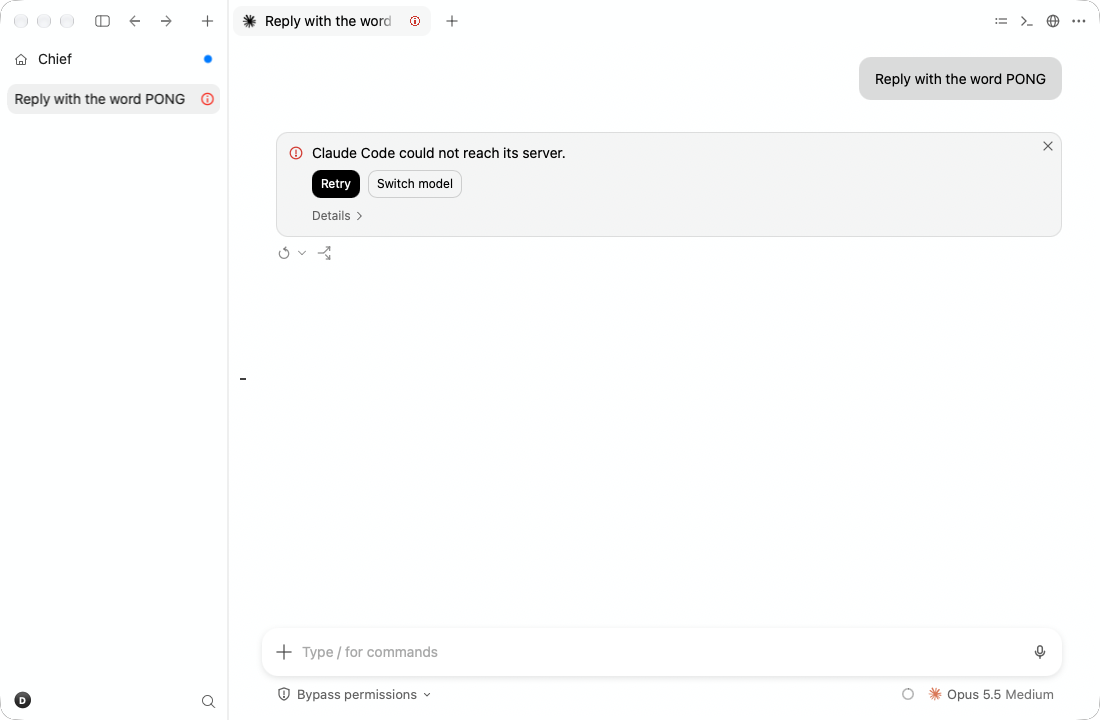 Reply with the word
Chief
Reply with the word PONG
Reply with the word PONG
Claude Code could not reach its server.
Retry
Switch model
Details
Type / for commands
D
Bypass permissions
Opus 5.5 Medium